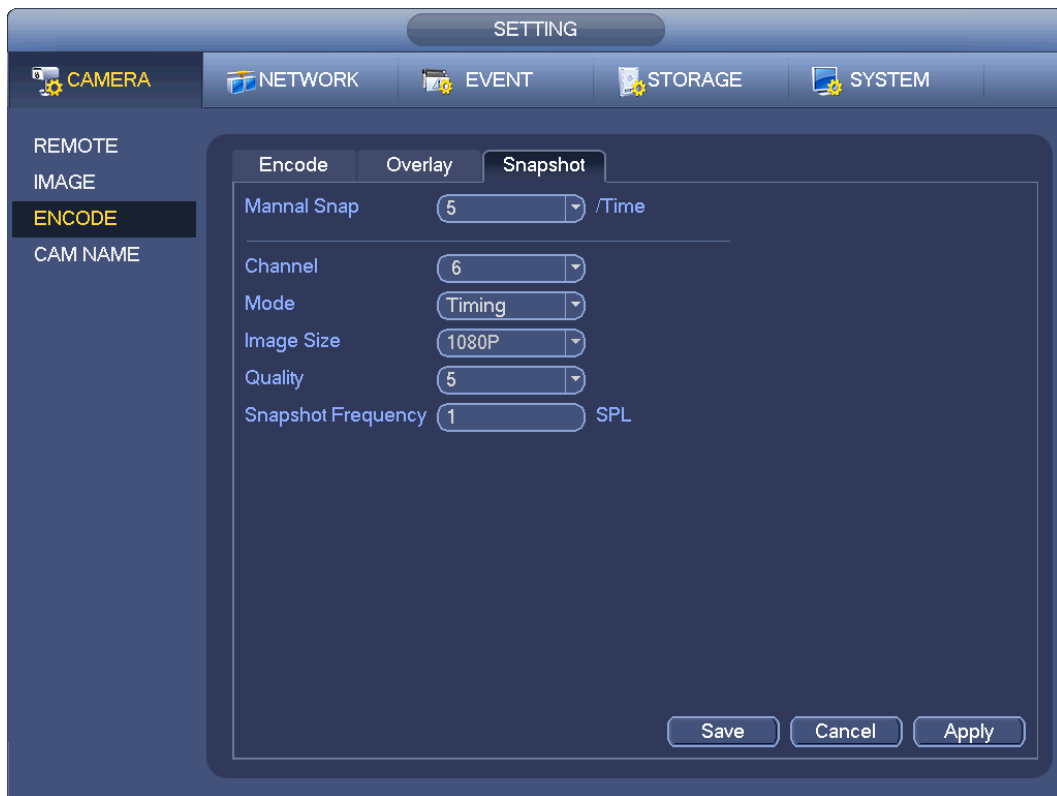 SETTING
CAMERA NETWORK EVENT STORAGE SYSTEM
REMOTE
IMAGE
ENCODE
CAM NAME
Encode Overlay Snapshot
Mannal Snap 5 /Time
Channel 6
Mode Timing
Image Size 1080P
Quality 5
Snapshot Frequency 1 SPL
Save Cancel Apply